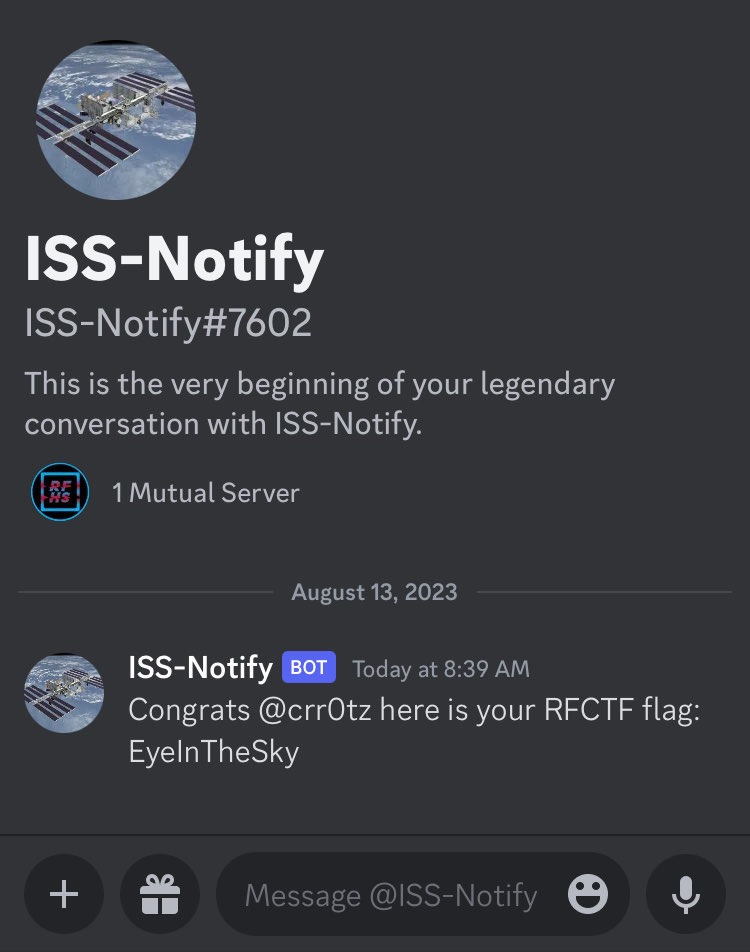 ISS-Notify
ISS-Notify#7602
This is the very beginning of your legendary
conversation with ISS-Notify.
RF
HS
1 Mutual Server
August 13, 2023
ISS-Notify BOT Today at 8:39 AM
Congrats @crr0tz here is your RFCTF flag:
EyeInTheSky
Message @ISS-Notify